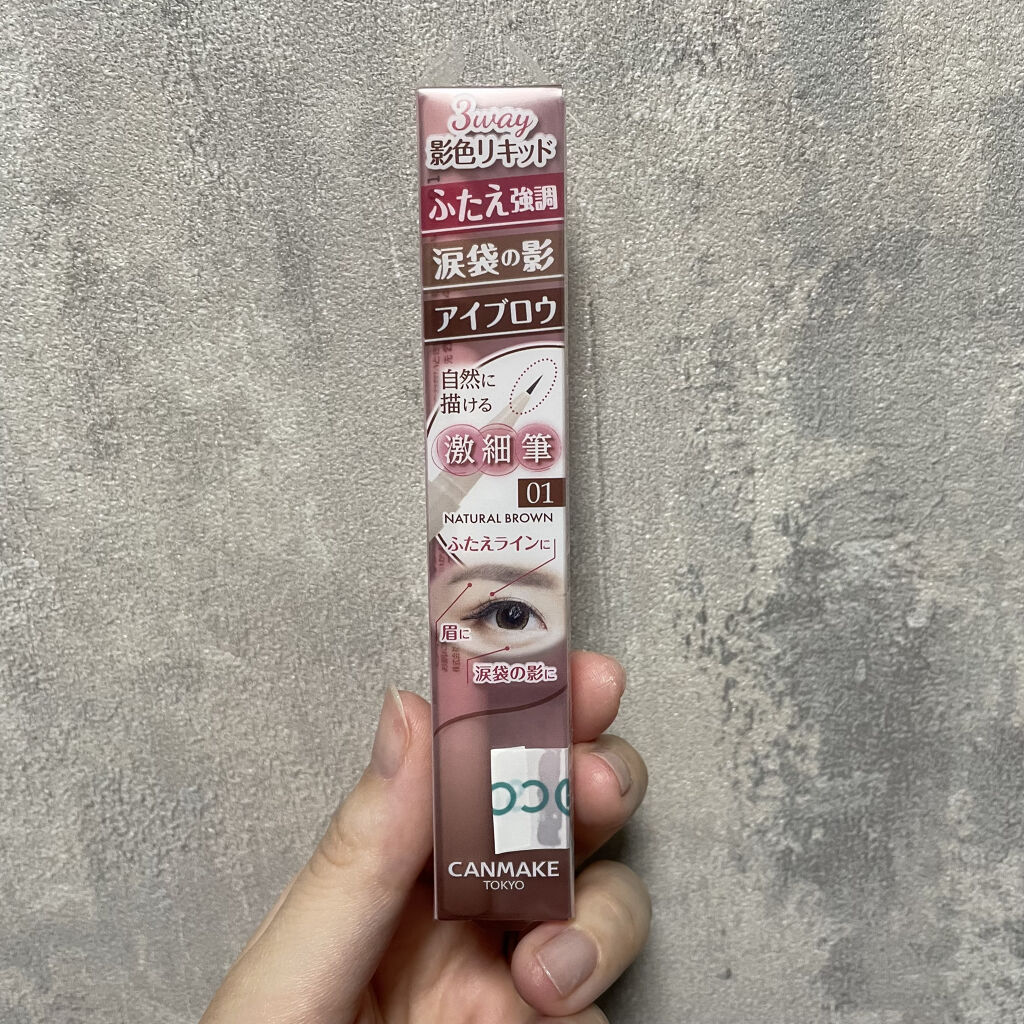 3way
影色リキッド
ふたえ強調
涙袋の影
アイブロウ
自然に
描ける
激細筆
01
NATURAL BROWN
ふたえラインに
眉に
涙袋の影に
CANMAKE
TOKYO